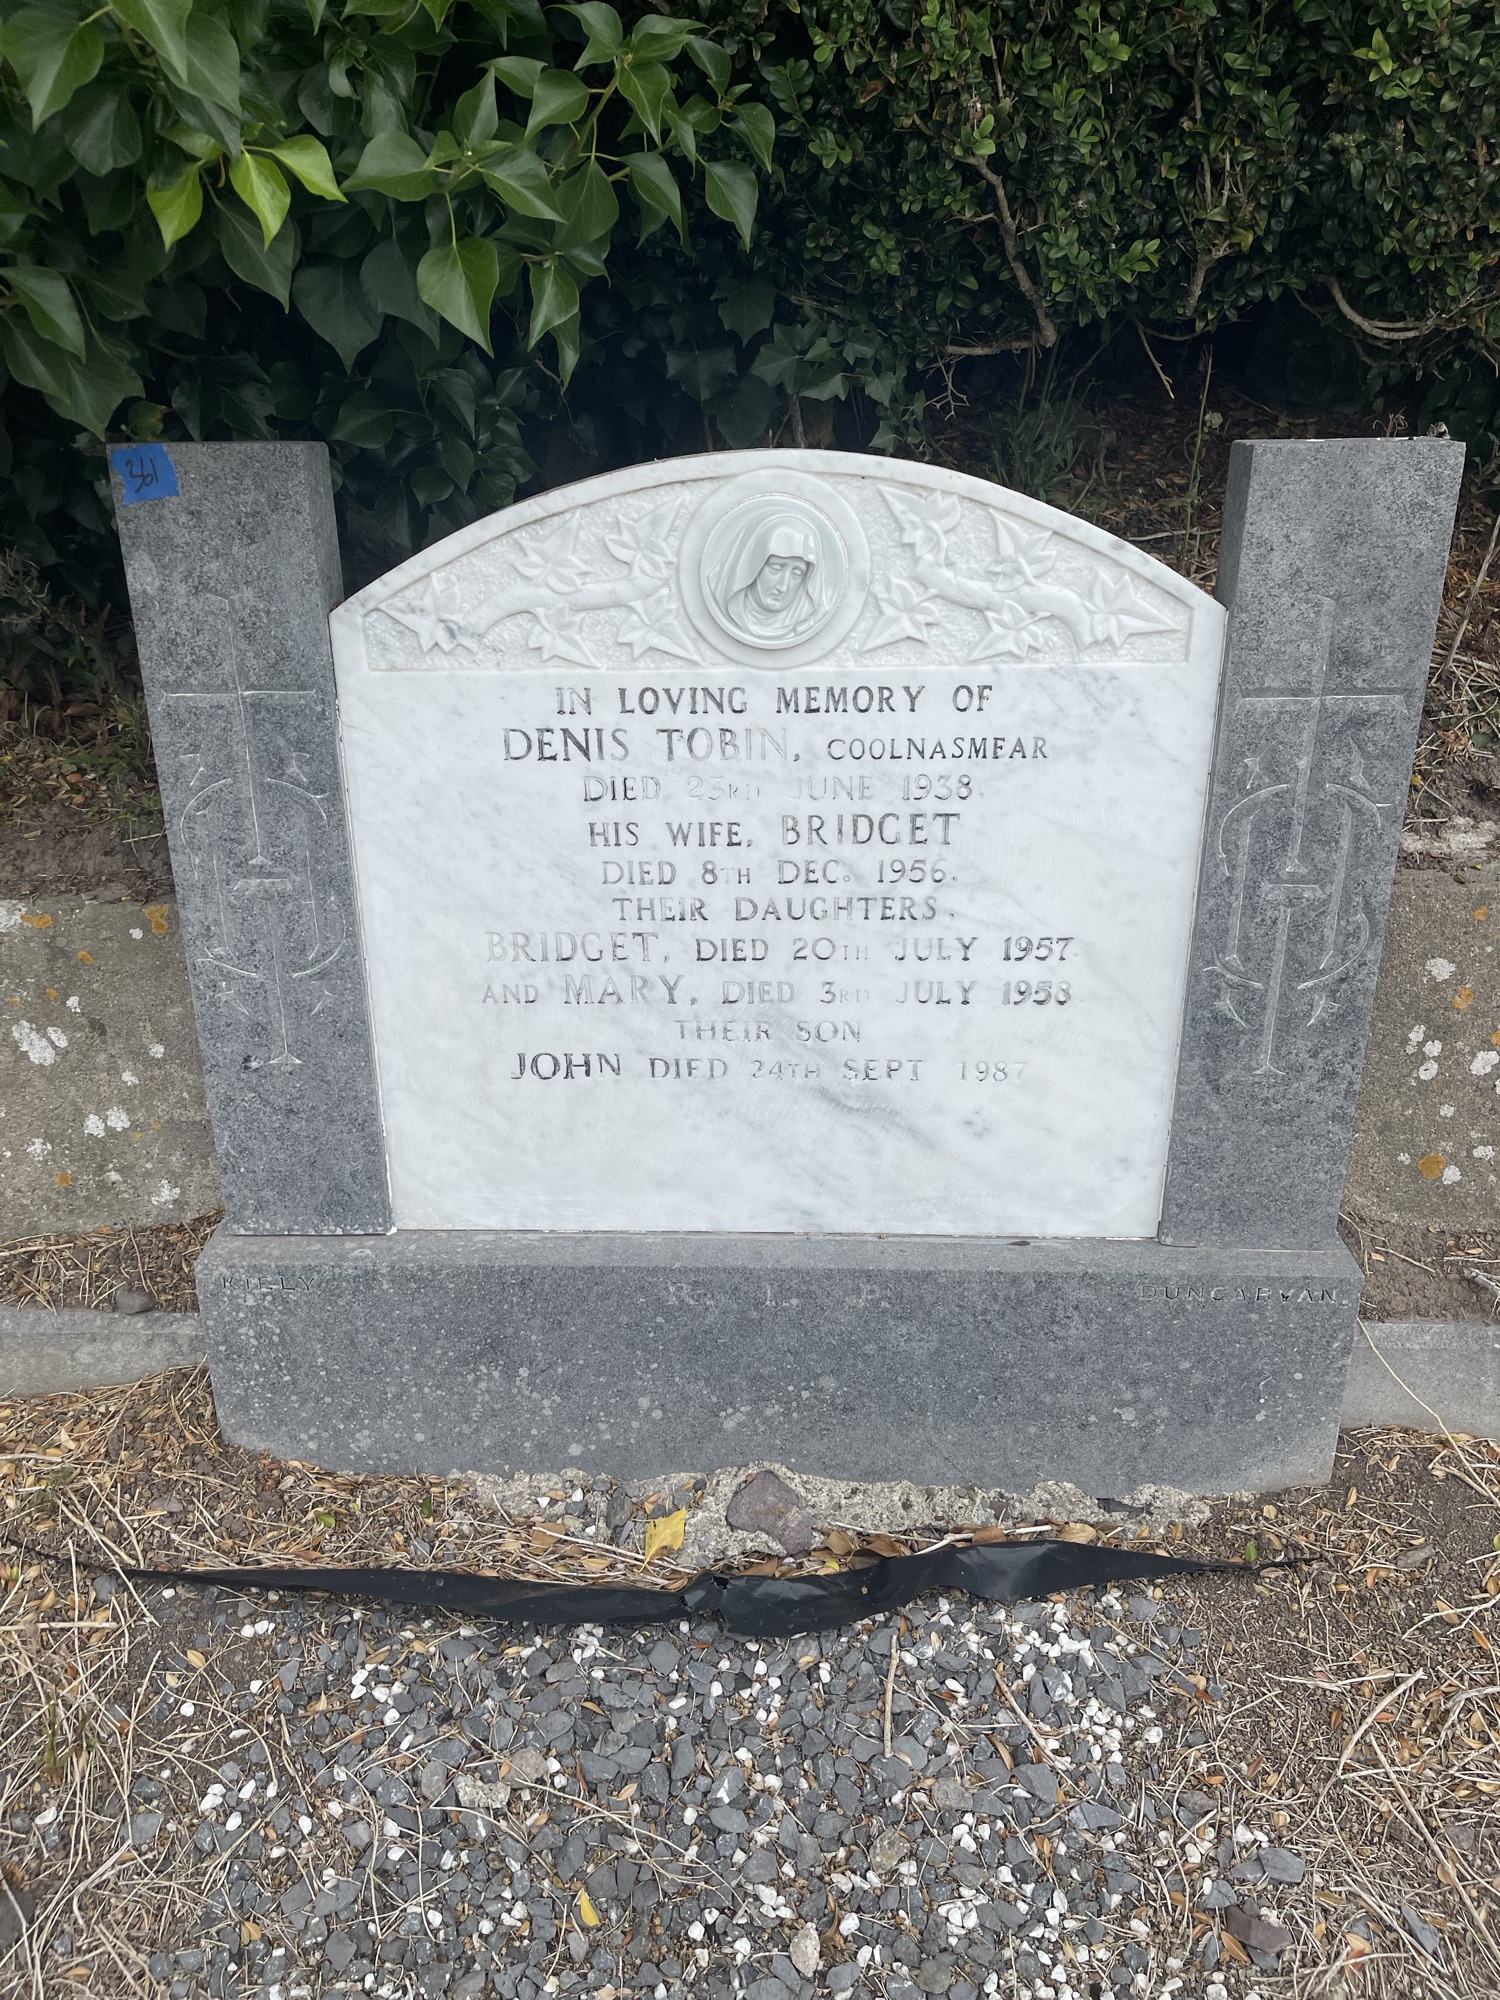 361
IN LOVING MEMORY OF
DENIS TOBIN, COOLNASMEAR
DIED 23RD JUNE 1938.
HIS WIFE, BRIDGET
DIED 8TH DEC. 1956.
THEIR DAUGHTERS,
BRIDGET, DIED 20TH JULY 1957.
AND MARY, DIED 3RD JULY 1958
THEIR SON
JOHN DIED 24TH SEPT 1987
KIELY R. I. P. DUNGARVAN